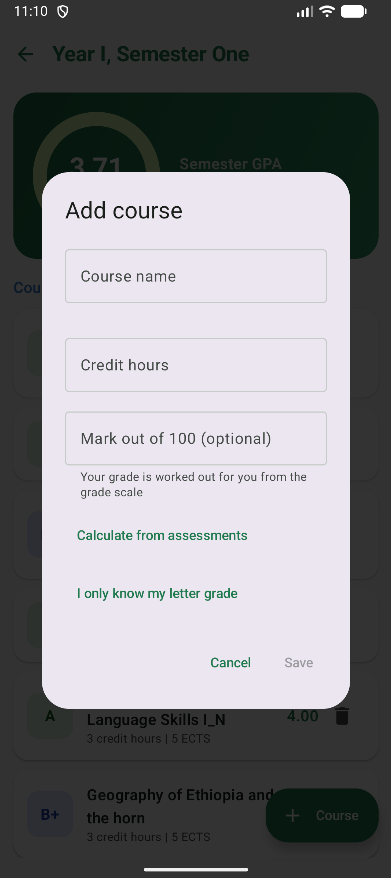 11:10
Year I, Semester One
3.71
Semester GPA
Add course
Cou
Course name
Credit hours
Mark out of 100 (optional)
Your grade is worked out for you from the
grade scale
Calculate from assessments
I only know my letter grade
Cancel
Save
A
Language Skills I_N
4.00
3 credit hours | 5 ECTS
B+
Geography of Ethiopia and
the horn
3 credit hours | 5 ECTS
+ Course